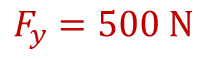 F_y = 500 N